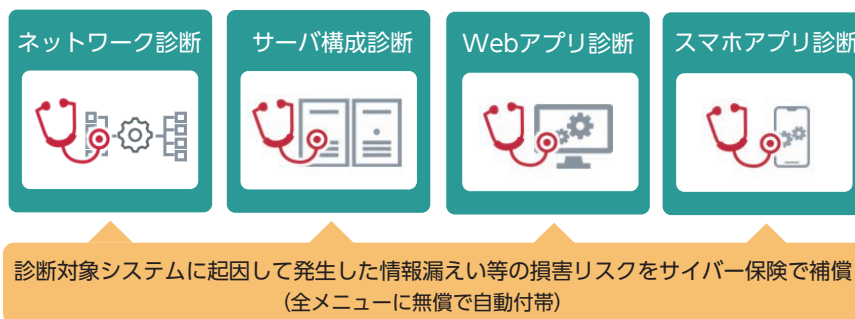 ネットワーク診断
サーバ構成診断
Webアプリ診断
スマホアプリ診断
診断対象システムに起因して発生した情報漏えい等の損害リスクをサイバー保険で補償
（全メニューに無償で自動付帯）